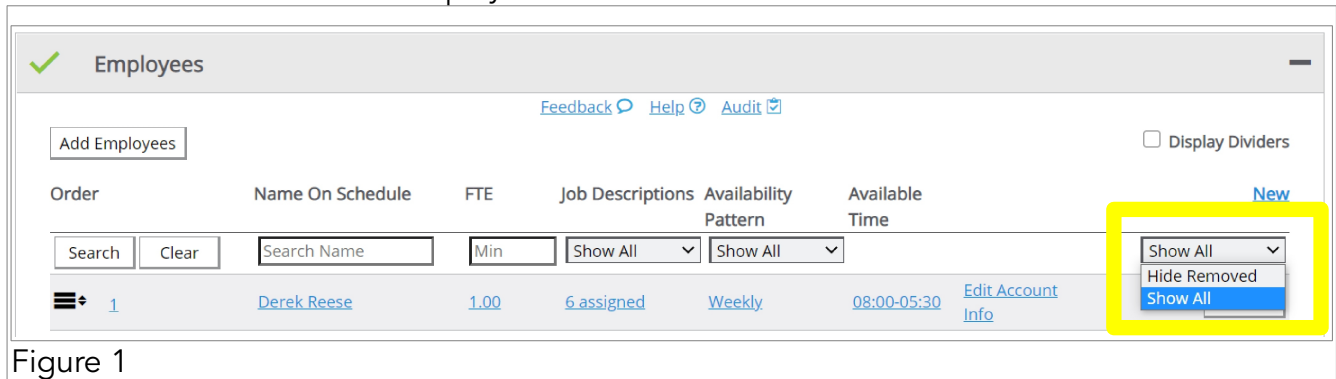 Employees
Feedback Help Audit
Add Employees Display Dividers
Order Name On Schedule FTE Job Descriptions Availability Pattern Available Time New
Search Clear Search Name Min Show All Show All Show All
Hide Removed
Show All
1 Derek Reese 1.00 6 assigned Weekly 08:00-05:30 Edit Account Info
Figure 1